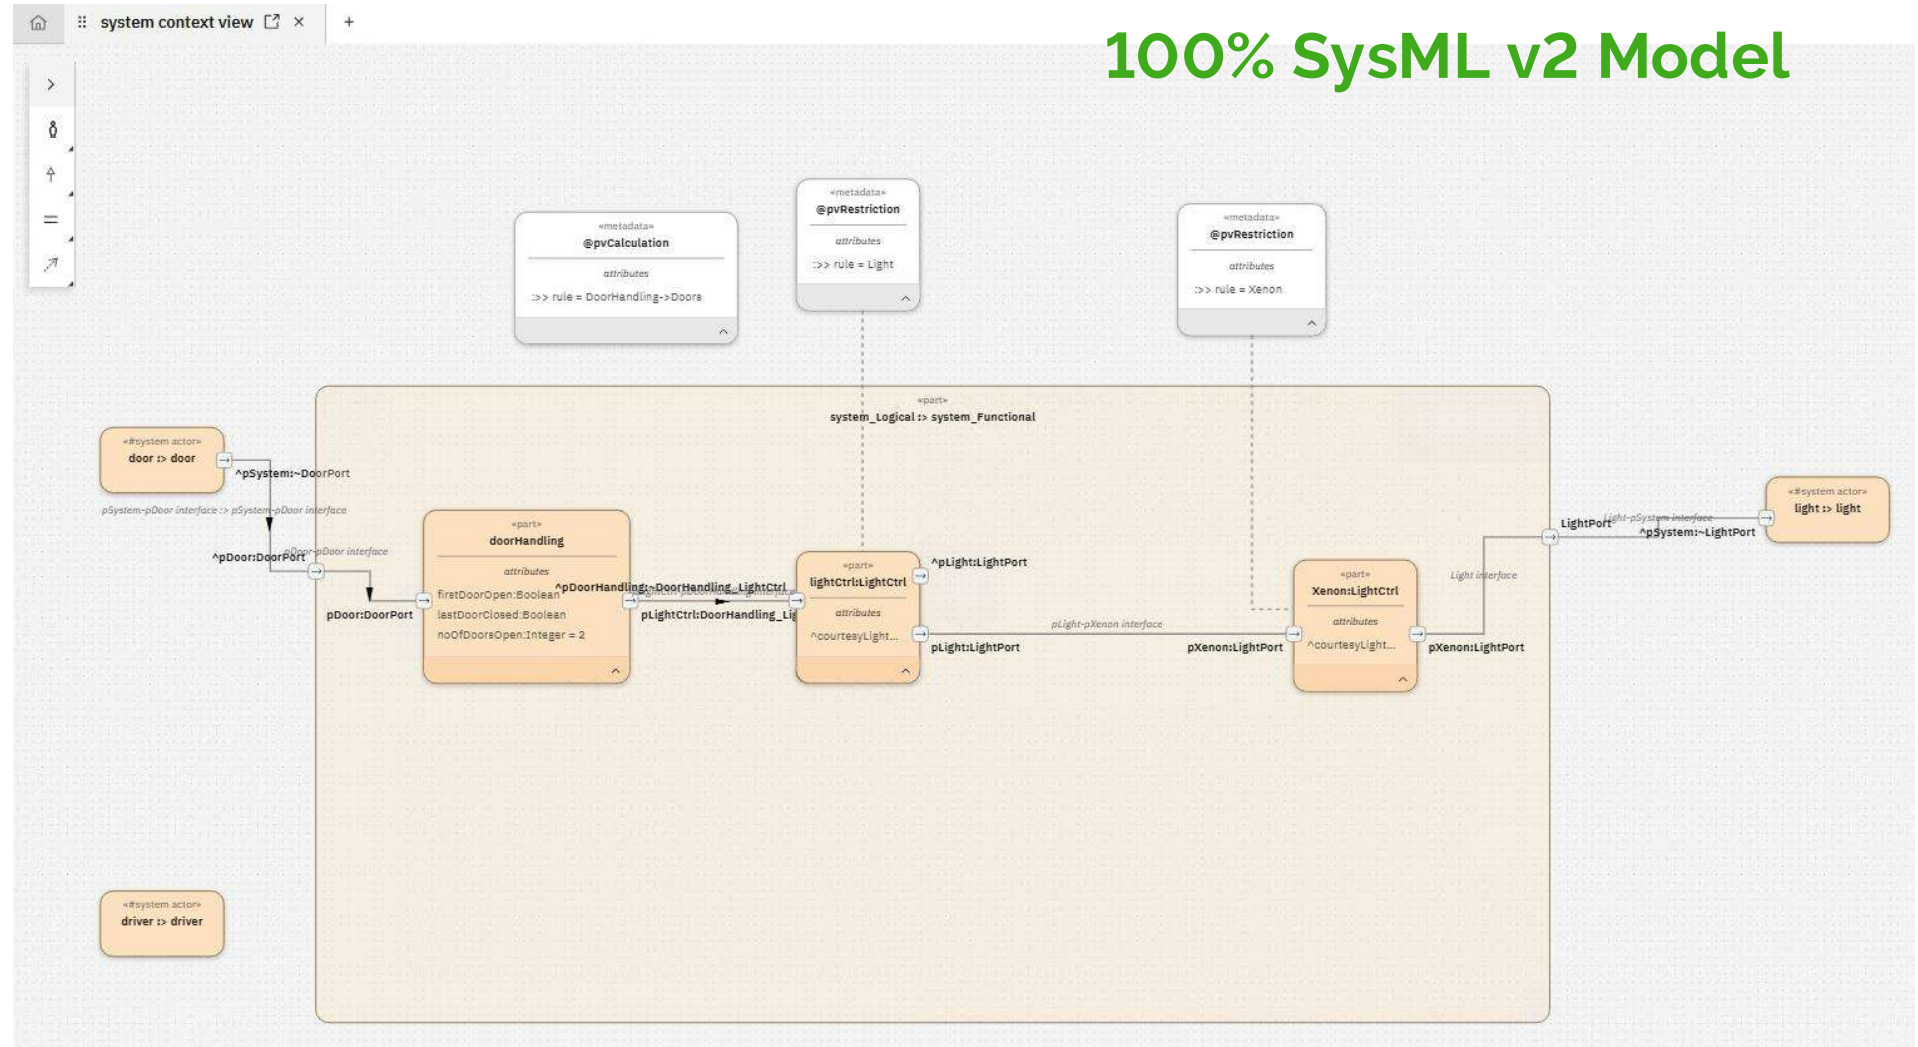 system context view
100% SysML v2 Model
«metadata»
@pvCalculation
attributes
:>> rule = DoorHandling->Doors
«metadata»
@pvRestriction
attributes
:>> rule = Light
«metadata»
@pvRestriction
attributes
:>> rule = Xenon
«part»
system_Logical :> system_Functional
«#system actor»
door :> door
^pSystem:~DoorPort
pSystem-pDoor interface :> pSystem-pDoor interface
^pDoor:DoorPort
pDoor-pDoor interface
pDoor:DoorPort
«part»
doorHandling
attributes
firstDoorOpen:Boolean
lastDoorClosed:Boolean
noOfDoorsOpen:Integer = 2
^pDoorHandling:~DoorHandling_LightCtrl
pLightCtrl:DoorHandling_Lig
«part»
lightCtrl:LightCtrl
attributes
^courtesyLight...
^pLight:LightPort
pLight:LightPort
pLight-pXenon interface
pXenon:LightPort
«part»
Xenon:LightCtrl
attributes
^courtesyLight...
pXenon:LightPort
Light interface
LightPort
Light-pSystem interface
^pSystem:~LightPort
«#system actor»
light :> light
«#system actor»
driver :> driver